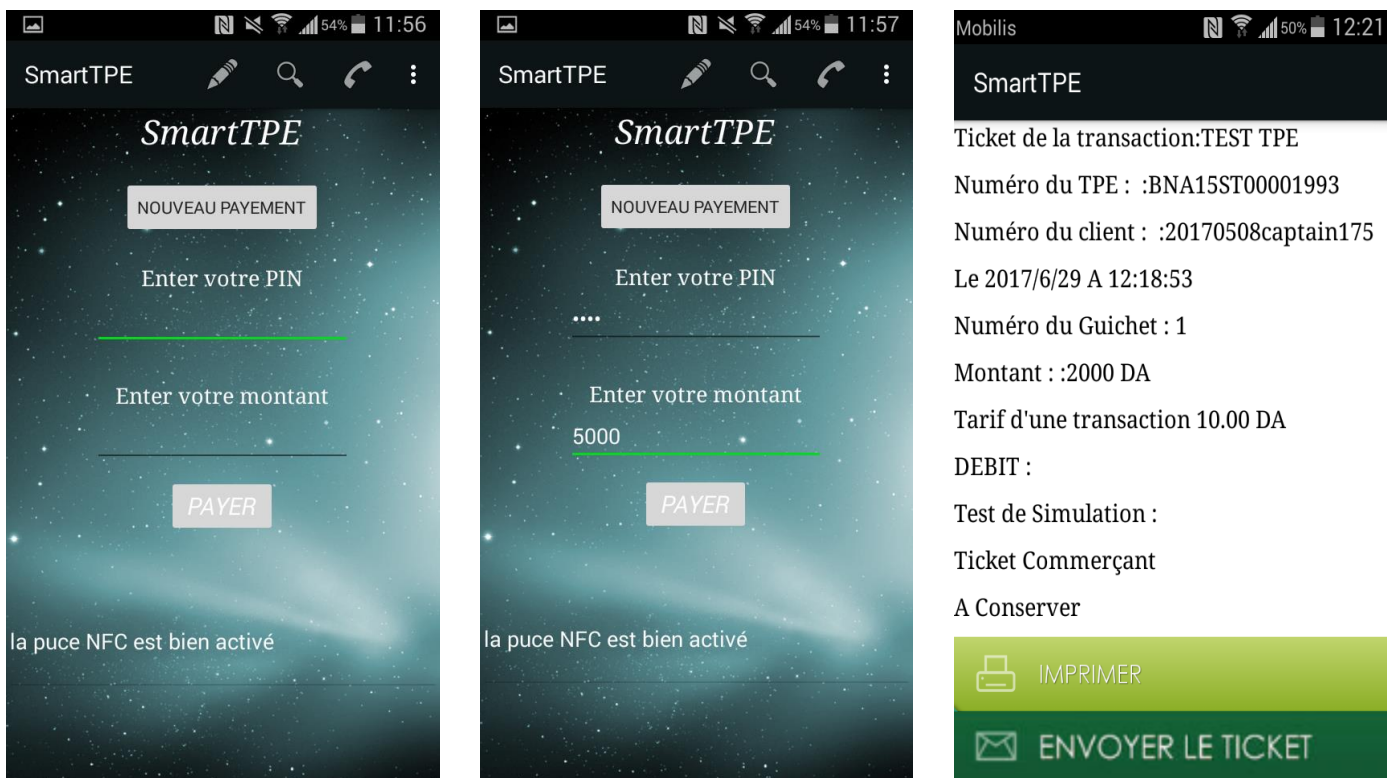 54% 11:56
SmartTPE
SmartTPE
NOUVEAU PAYEMENT
Enter votre PIN
Enter votre montant
PAYER
la puce NFC est bien activé
54% 11:57
SmartTPE
SmartTPE
NOUVEAU PAYEMENT
Enter votre PIN
••••
Enter votre montant
5000
PAYER
la puce NFC est bien activé
Mobilis 50% 12:21
SmartTPE
Ticket de la transaction:TEST TPE
Numéro du TPE : :BNA15ST00001993
Numéro du client : :20170508captain175
Le 2017/6/29 A 12:18:53
Numéro du Guichet : 1
Montant : :2000 DA
Tarif d'une transaction 10.00 DA
DEBIT :
Test de Simulation :
Ticket Commerçant
A Conserver
IMPRIMER
ENVOYER LE TICKET